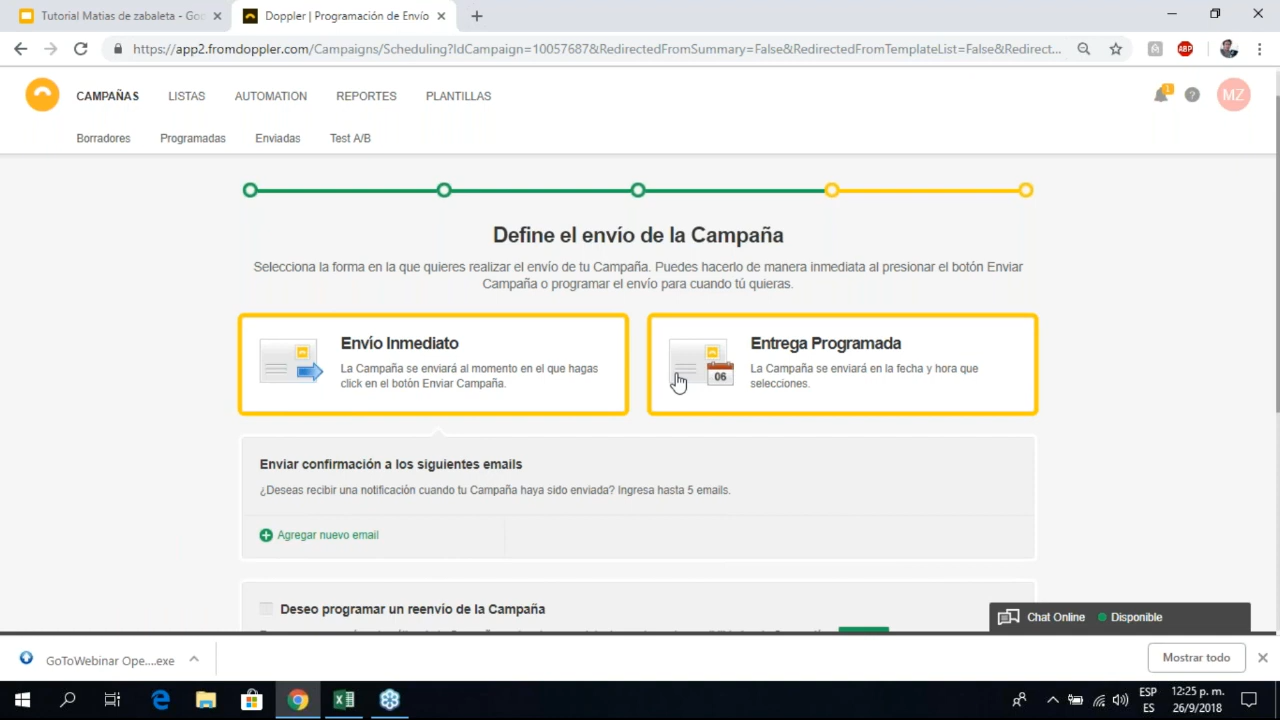 Tutorial Matias de zabaleta - Goo
Doppler | Programación de Envío
https://app2.fromdoppler.com/Campaigns/Scheduling?IdCampaign=10057687&RedirectedFromSummary=False&RedirectedFromTemplateList=False&Redirect...
ABP
CAMPAÑAS LISTAS AUTOMATION REPORTES PLANTILLAS
1
?
MZ
Borradores Programadas Enviadas Test A/B
Define el envío de la Campaña
Selecciona la forma en la que quieres realizar el envío de tu Campaña. Puedes hacerlo de manera inmediata al presionar el botón Enviar
Campaña o programar el envío para cuando tú quieras.
Envío Inmediato
La Campaña se enviará al momento en el que hagas
click en el botón Enviar Campaña.
06
Entrega Programada
La Campaña se enviará en la fecha y hora que
selecciones.
Enviar confirmación a los siguientes emails
¿Deseas recibir una notificación cuando tu Campaña haya sido enviada? Ingresa hasta 5 emails.
Agregar nuevo email
Deseo programar un reenvío de la Campaña
Chat Online Disponible
GoToWebinar Ope....exe
Mostrar todo
ESP
ES
12:25 p. m.
26/9/2018